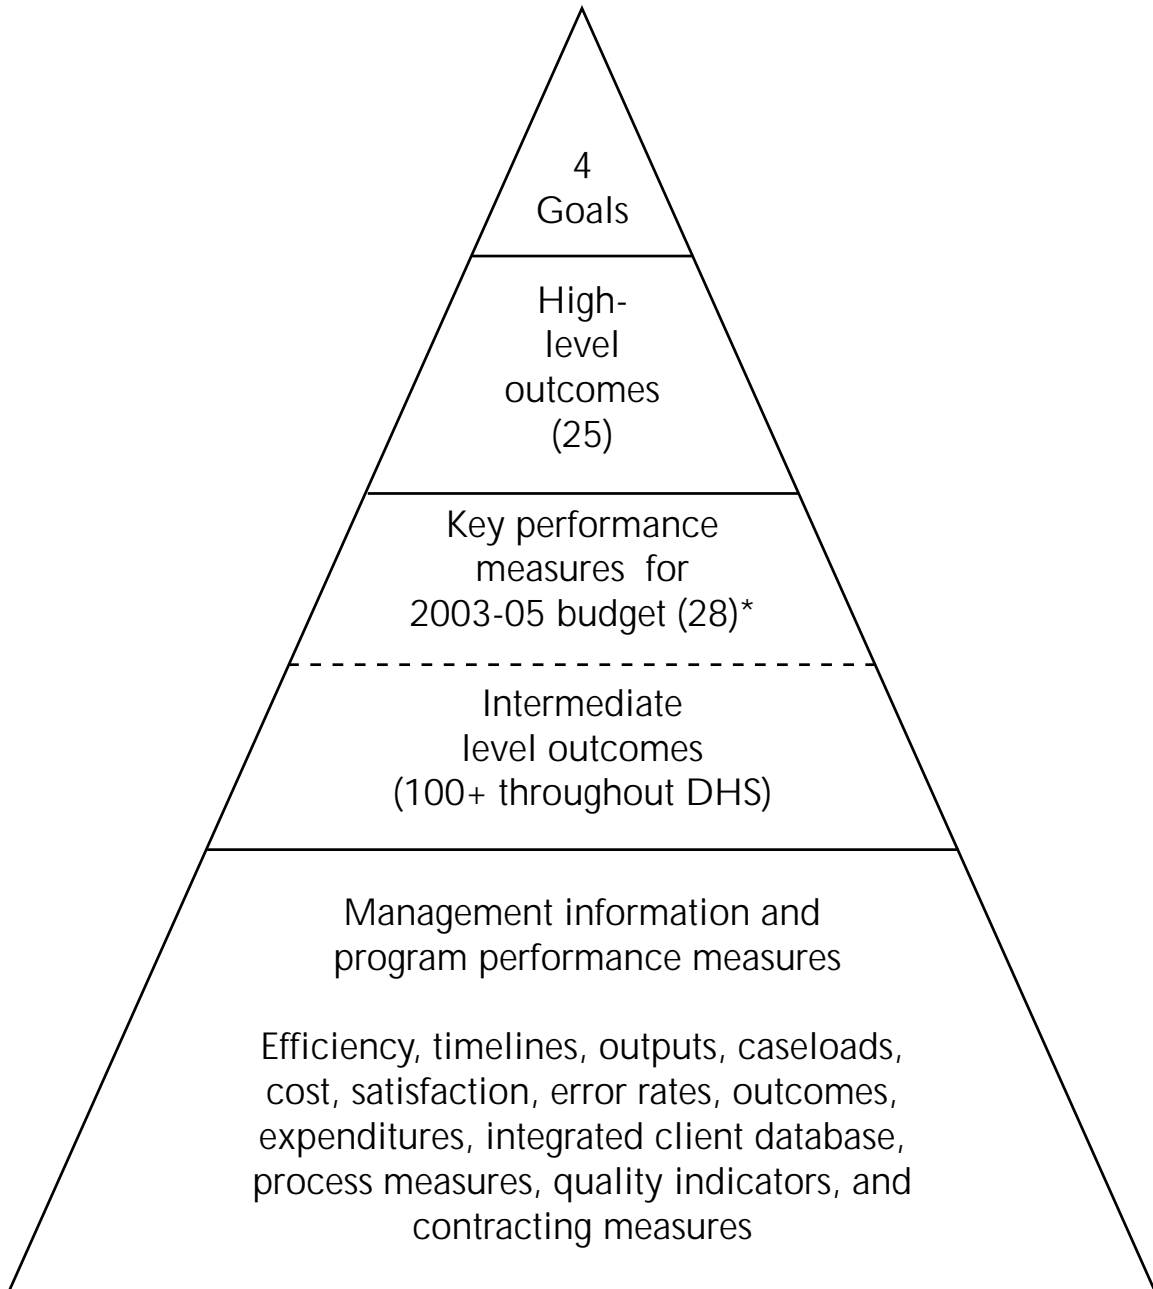 4
Goals
High-
level
outcomes
(25)
Key performance
measures for
2003-05 budget (28)*
Intermediate
level outcomes
(100+ throughout DHS)
Management information and
program performance measures
Efficiency, timelines, outputs, caseloads,
cost, satisfaction, error rates, outcomes,
expenditures, integrated client database,
process measures, quality indicators, and
contracting measures